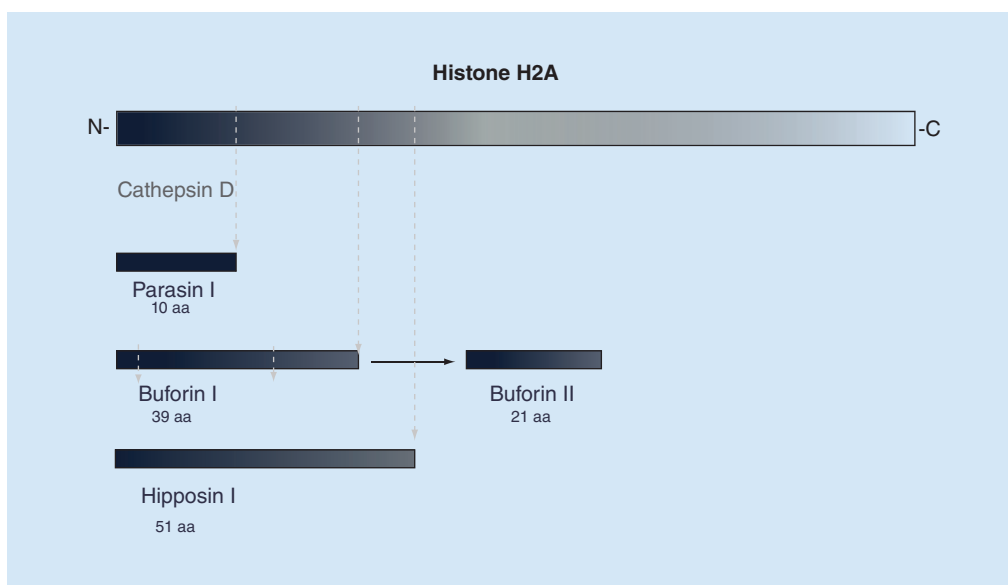 Histone H2A
N-
-C
Cathepsin D
Parasin I
10 aa
Buforin I
39 aa
Buforin II
21 aa
Hipposin I
51 aa